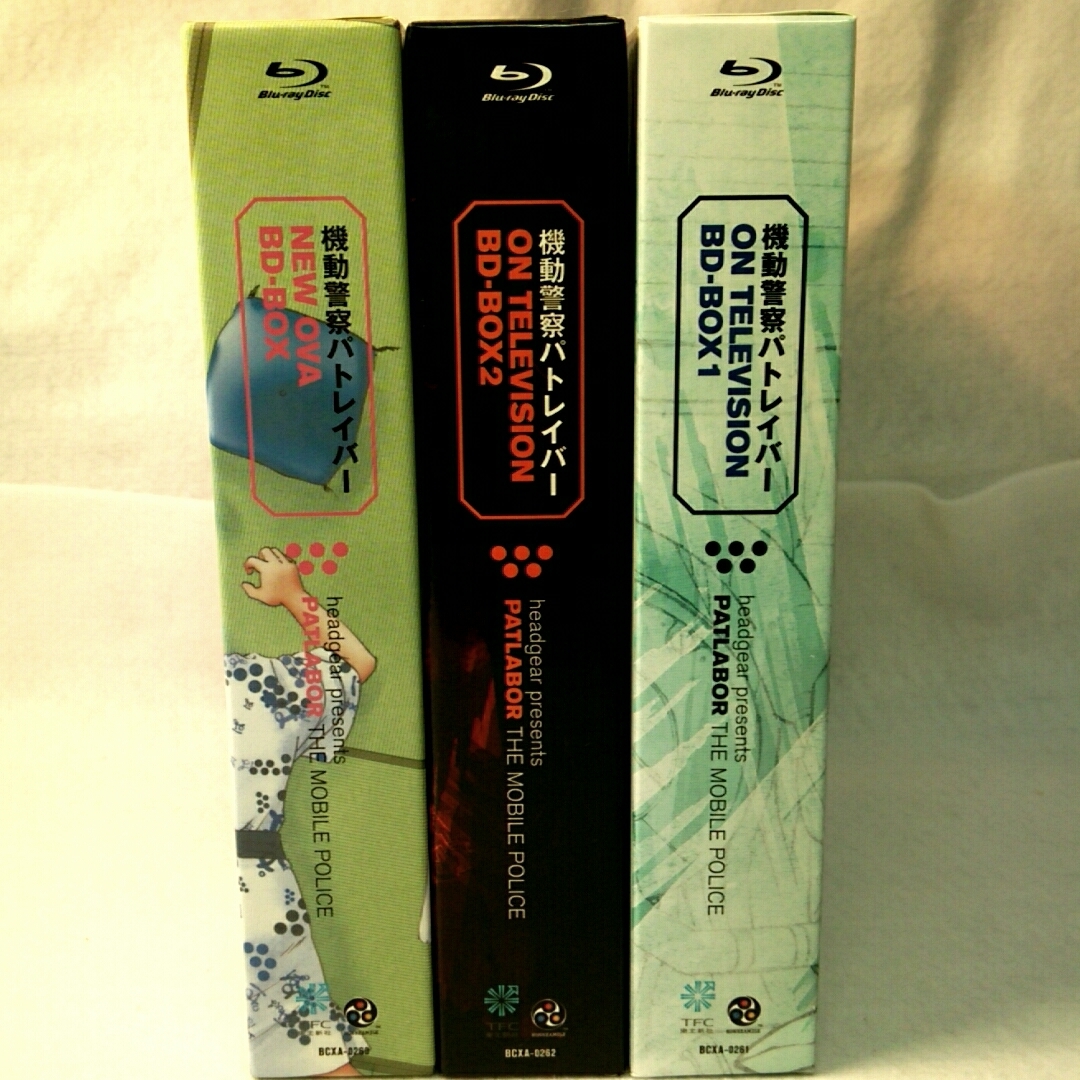 Blu-ray Disc
機動警察パトレイバー
NEW OVA
BD-BOX
headgear presents
PATLABOR THE MOBILE POLICE
TFC
BCXA-0260
Blu-ray Disc
機動警察パトレイバー
ON TELEVISION
BD-BOX2
headgear presents
PATLABOR THE MOBILE POLICE
TFC
BCXA-0262
Blu-ray Disc
機動警察パトレイバー
ON TELEVISION
BD-BOX1
headgear presents
PATLABOR THE MOBILE POLICE
TFC
BCXA-0261